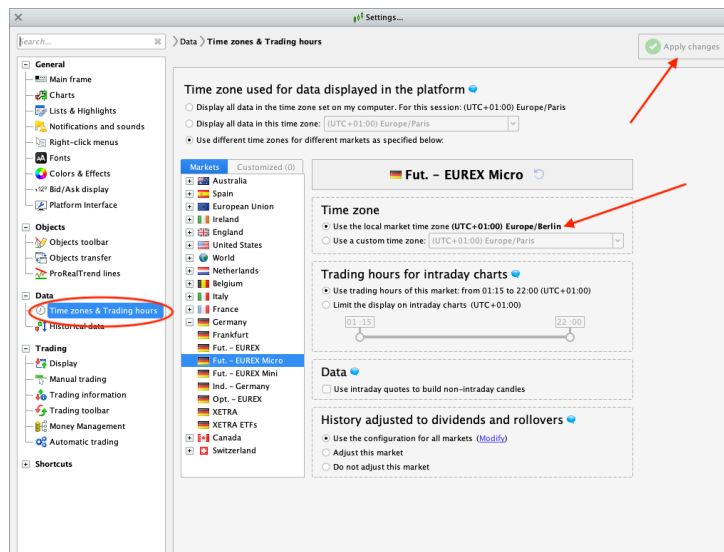 Settings...
Search...
Data
Time zones & Trading hours
Apply changes
General
Main frame
Charts
Lists & Highlights
Notifications and sounds
Right-click menus
Fonts
Colors & Effects
Bid/Ask display
Platform Interface
Objects
Objects toolbar
Objects transfer
ProRealTrend lines
Data
Time zones & Trading hours
Historical data
Trading
Display
Manual trading
Trading information
Trading toolbar
Money Management
Automatic trading
Shortcuts
Time zone used for data displayed in the platform
Display all data in the time zone set on my computer. For this session: (UTC+01:00) Europe/Paris
Display all data in this time zone: (UTC+01:00) Europe/Paris
Use different time zones for different markets as specified below:
Markets
Customized (0)
Australia
Spain
European Union
Ireland
England
United States
World
Netherlands
Belgium
Italy
France
Germany
Frankfurt
Fut. - EUREX
Fut. - EUREX Micro
Fut. - EUREX Mini
Ind. - Germany
Opt. - EUREX
XETRA
XETRA ETFs
Canada
Switzerland
Fut. - EUREX Micro
Time zone
Use the local market time zone (UTC+01:00) Europe/Berlin
Use a custom time zone: (UTC+01:00) Europe/Paris
Trading hours for intraday charts
Use trading hours of this market: from 01:15 to 22:00 (UTC+01:00)
Limit the display on intraday charts (UTC+01:00)
01 :15
22 :00
Data
Use intraday quotes to build non-intraday candles
History adjusted to dividends and rollovers
Use the configuration for all markets (Modify)
Adjust this market
Do not adjust this market